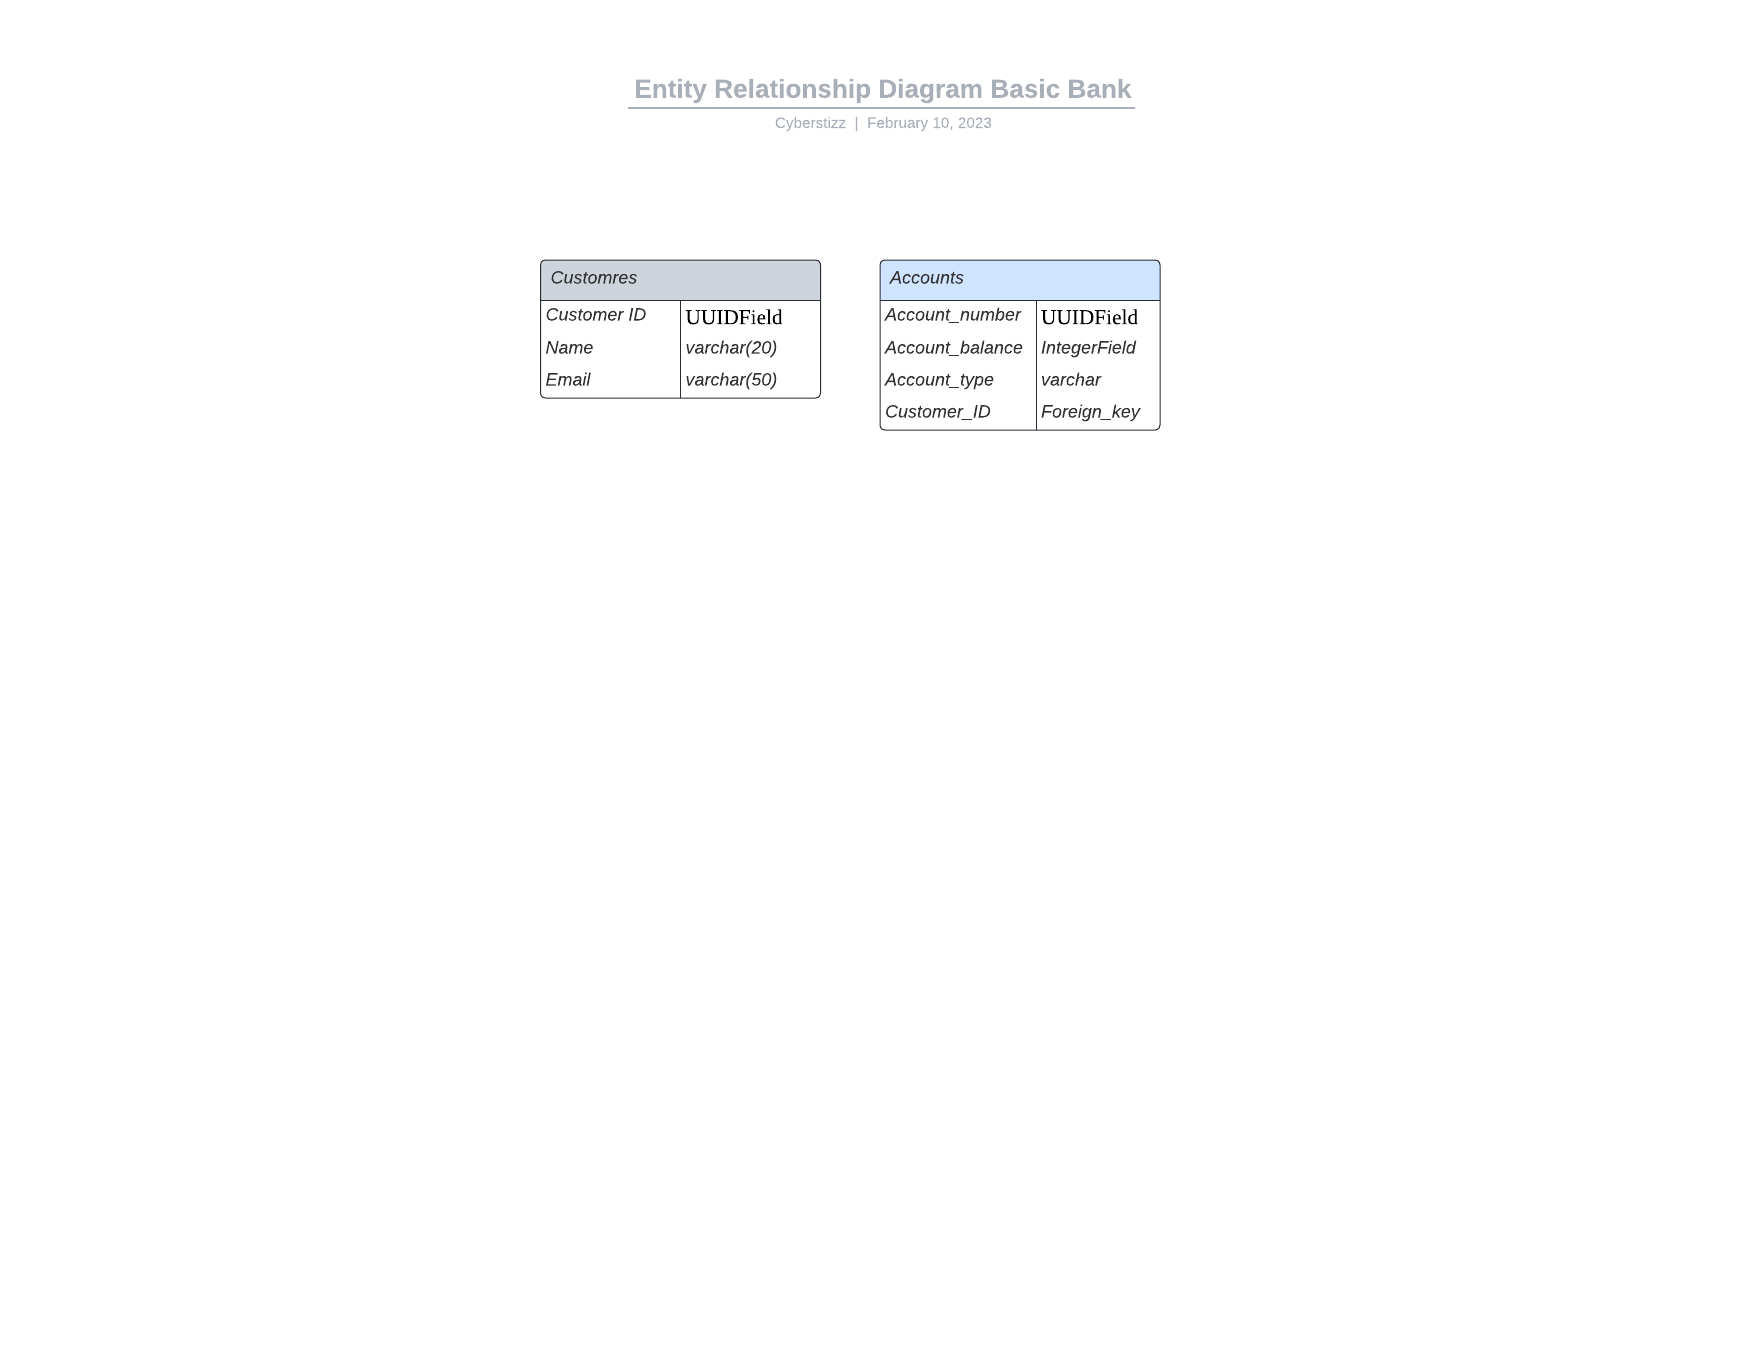 Entity Relationship Diagram Basic Bank
Cyberstizz | February 10, 2023
Customres
Customer ID UUIDField
Name varchar(20)
Email varchar(50)
Accounts
Account_number UUIDField
Account_balance IntegerField
Account_type varchar
Customer_ID Foreign_key